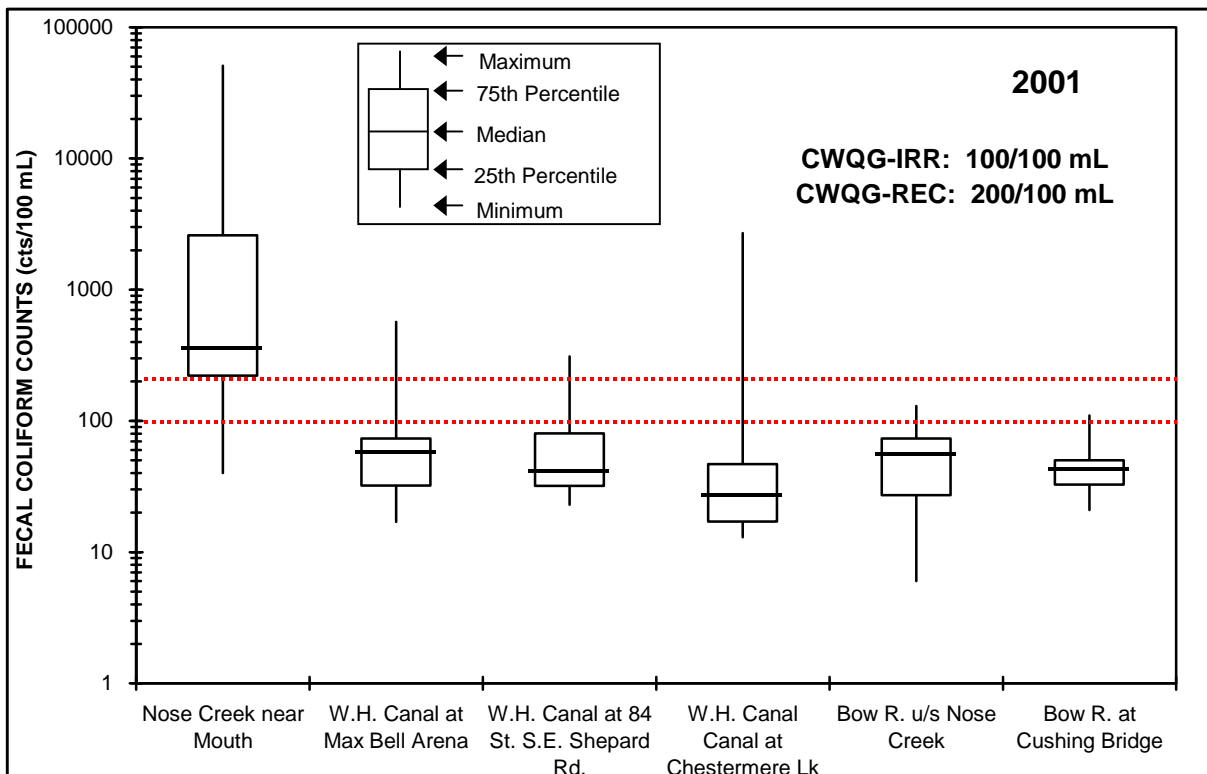 FECAL COLIFORM COUNTS (cts/100 mL)
100000
10000
1000
100
10
1
Maximum
75th Percentile
Median
25th Percentile
Minimum
2001
CWQG-IRR: 100/100 mL
CWQG-REC: 200/100 mL
Nose Creek near
Mouth
W.H. Canal at
Max Bell Arena
W.H. Canal at 84
St. S.E. Shepard
Rd.
W.H. Canal
Canal at
Chestermere Lk
Bow R. u/s Nose
Creek
Bow R. at
Cushing Bridge